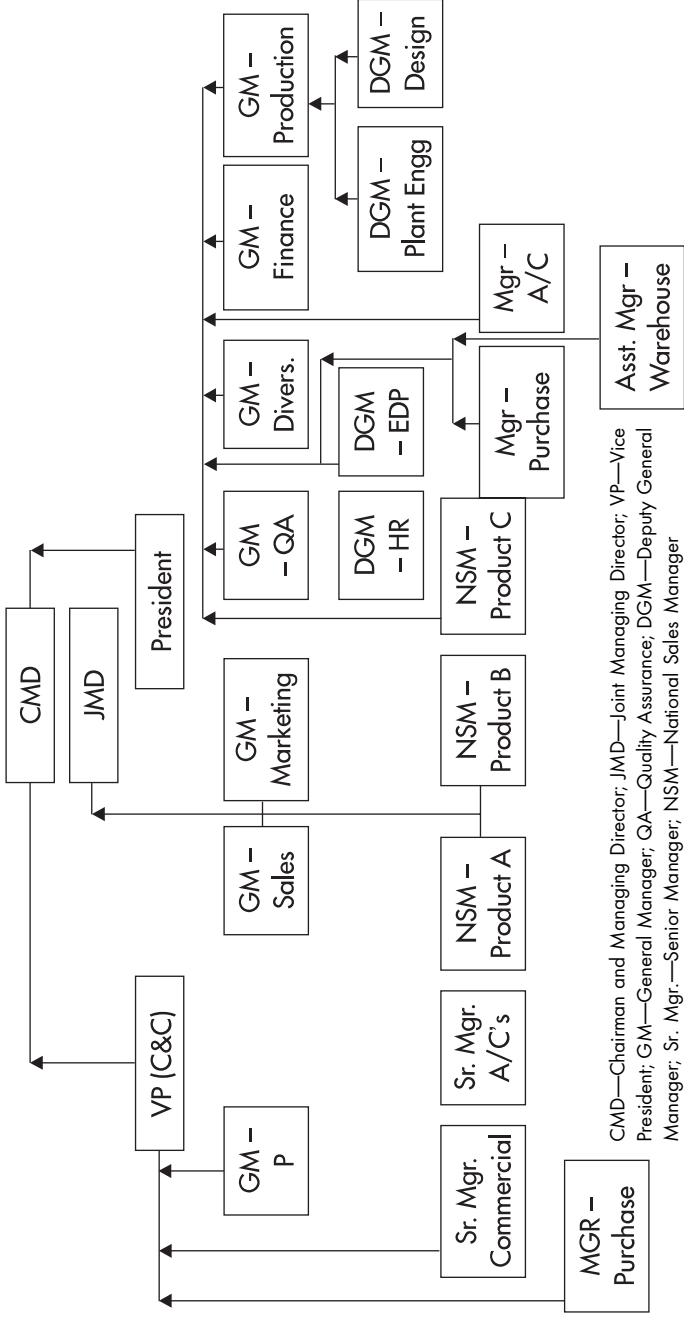 CMD
JMD
VP (C&C)
President
GM –
P
GM –
Sales
GM –
Marketing
GM
– QA
GM –
Divers.
GM –
Finance
GM –
Production
DGM
– HR
DGM
– EDP
DGM –
Plant Engg
DGM –
Design
Sr. Mgr.
Commercial
Sr. Mgr.
A/C's
NSM –
Product A
NSM –
Product B
NSM –
Product C
Mgr –
Purchase
Mgr –
A/C
MGR –
Purchase
Asst. Mgr –
Warehouse
CMD—Chairman and Managing Director; JMD—Joint Managing Director; VP—Vice
President; GM—General Manager; QA—Quality Assurance; DGM—Deputy General
Manager; Sr. Mgr.—Senior Manager; NSM—National Sales Manager